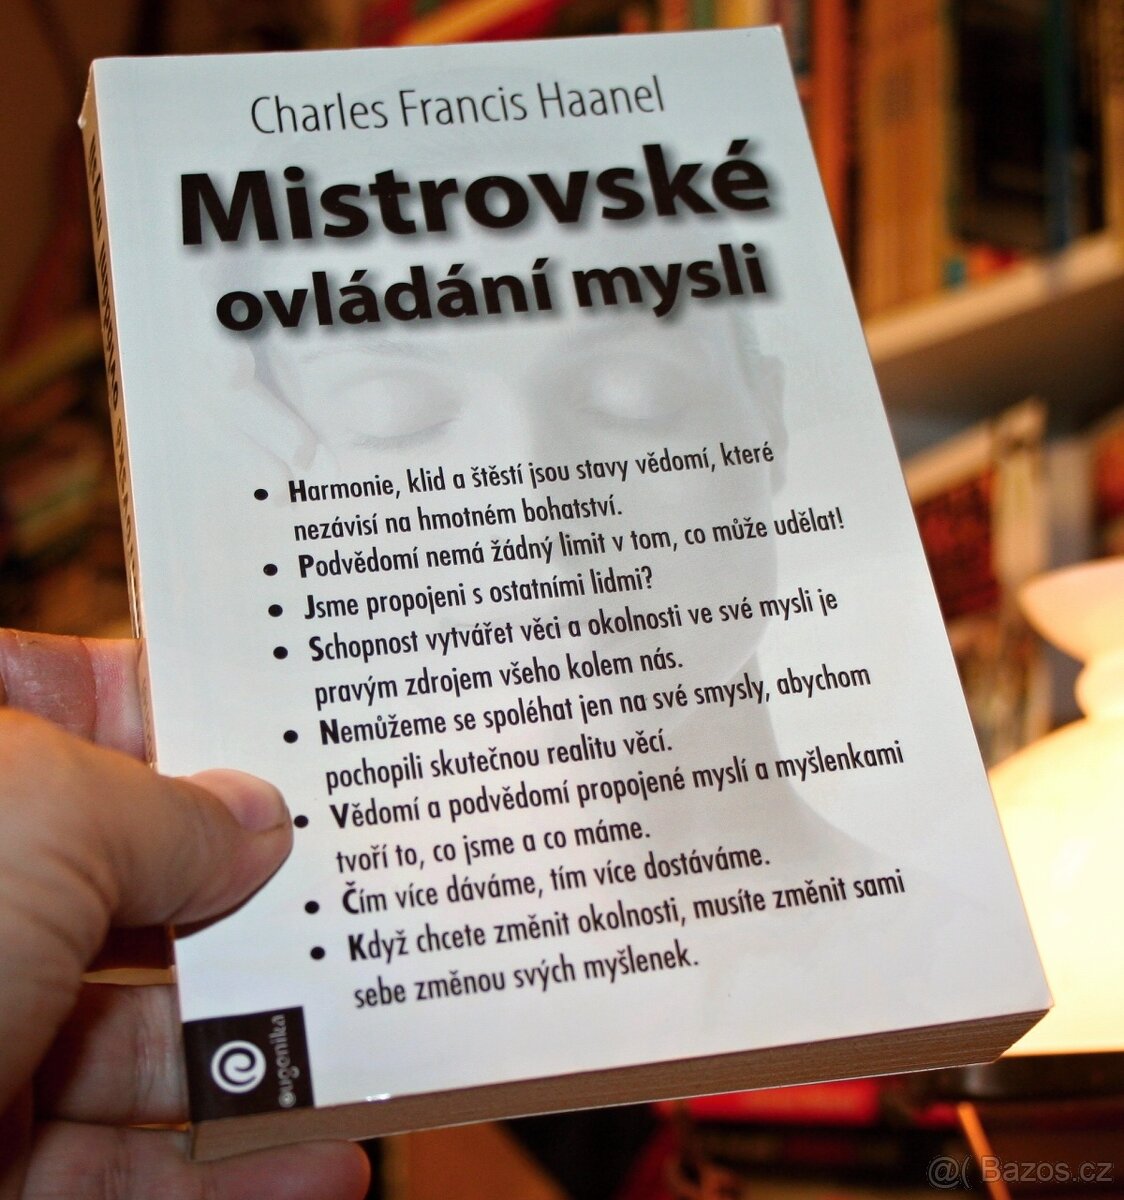 Charles Francis Haanel
Mistrovské
ovládání mysli
• Harmonie, klid a štěstí jsou stavy vědomí, které
nezávisí na hmotném bohatství.
• Podvědomí nemá žádný limit v tom, co může udělat!
• Jsme propojeni s ostatními lidmi?
• Schopnost vytvářet věci a okolnosti ve své mysli je
pravým zdrojem všeho kolem nás.
• Nemůžeme se spoléhat jen na své smysly, abychom
pochopili skutečnou realitu věcí.
• Vědomí a podvědomí propojené myslí a myšlenkami
tvoří to, co jsme a co máme.
• Čím více dáváme, tím více dostáváme.
• Když chcete změnit okolnosti, musíte změnit sami
sebe změnou svých myšlenek.
eugenika
@( Bazos.cz